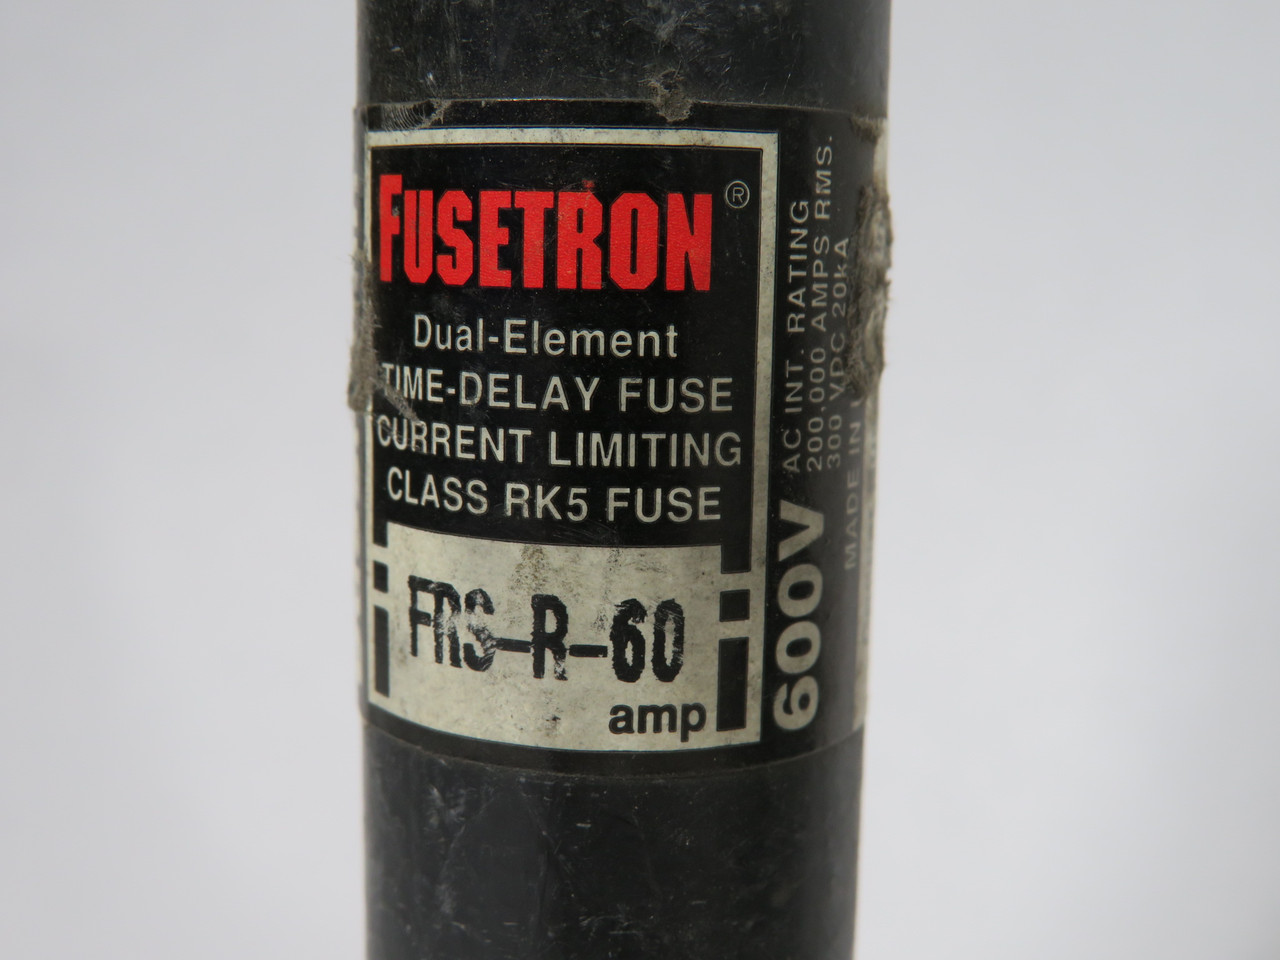 FUSETRON®
Dual-Element
TIME-DELAY FUSE
CURRENT LIMITING
CLASS RK5 FUSE
FRS-R-60
amp
600V
AC INT. RATING
200,000 AMPS RMS.
300 VDC 20kA
MADE IN